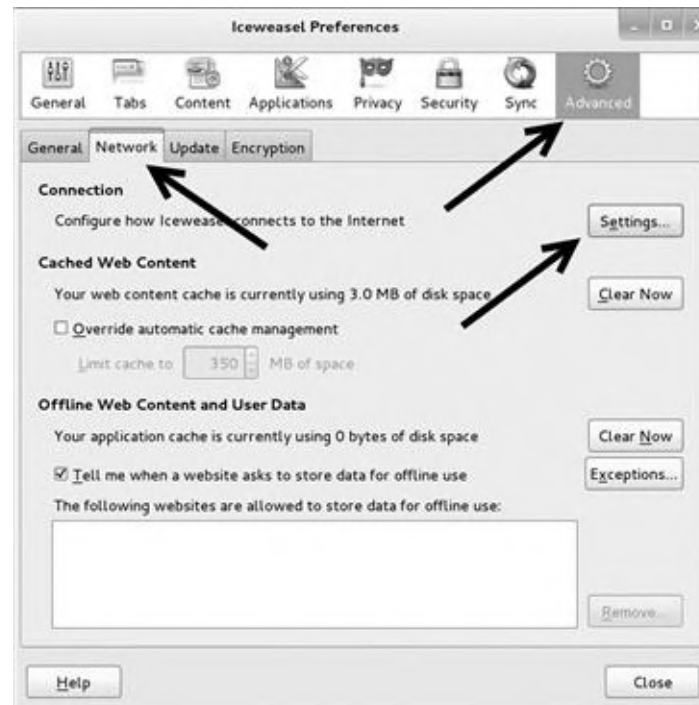 Iceweasel Preferences
General Tabs Content Applications Privacy Security Sync Advanced
General Network Update Encryption
Connection
Configure how Iceweasel connects to the Internet Settings...
Cached Web Content
Your web content cache is currently using 3.0 MB of disk space Clear Now
Override automatic cache management
Limit cache to 350 MB of space
Offline Web Content and User Data
Your application cache is currently using 0 bytes of disk space Clear Now
Tell me when a website asks to store data for offline use Exceptions...
The following websites are allowed to store data for offline use:
Remove...
Help Close